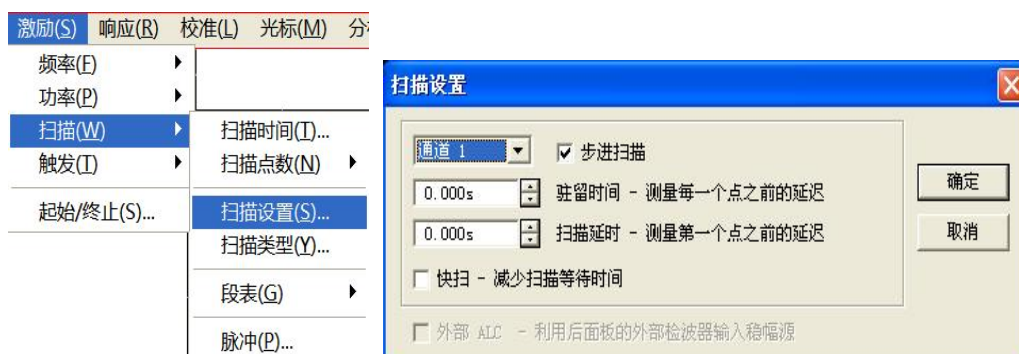 激励(S) 响应(R) 校准(L) 光标(M)
频率(F)
功率(P)
扫描(W)
触发(T)
起始/终止(S)...
扫描时间(T)...
扫描点数(N)
扫描设置(S)...
扫描类型(Y)...
段表(G)
脉冲(P)...
扫描设置
通道 1
步进扫描
0.000s 驻留时间 - 测量每一个点之前的延迟
0.000s 扫描延时 - 测量第一个点之前的延迟
快扫 - 减少扫描等待时间
外部 ALC - 利用后面板的外部检波器输入稳幅源
确定
取消